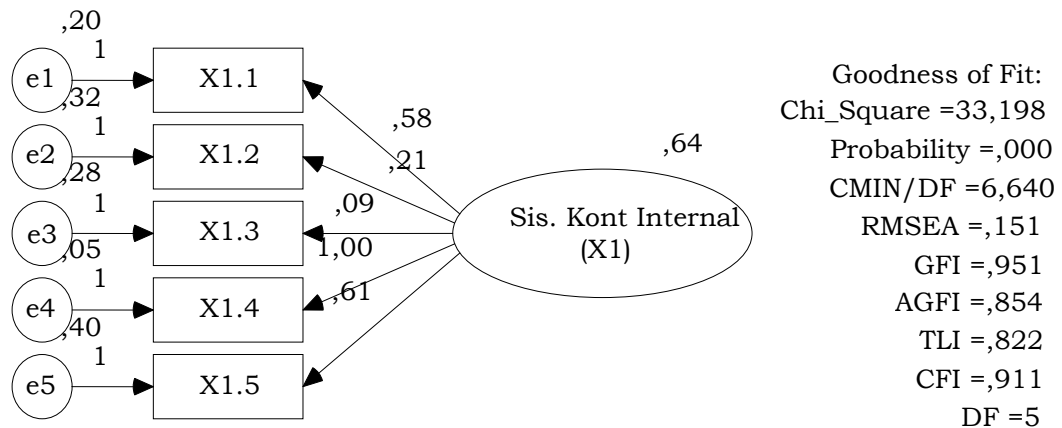 ,20
1
e1
X1.1
,32
1
e2
X1.2
,28
1
e3
X1.3
,05
1
e4
X1.4
,40
1
e5
X1.5
,58
,21
,09
1,00
,61
,64
Sis. Kont Internal
(X1)
Goodness of Fit:
Chi_Square =33,198
Probability =,000
CMIN/DF =6,640
RMSEA =,151
GFI =,951
AGFI =,854
TLI =,822
CFI =,911
DF =5